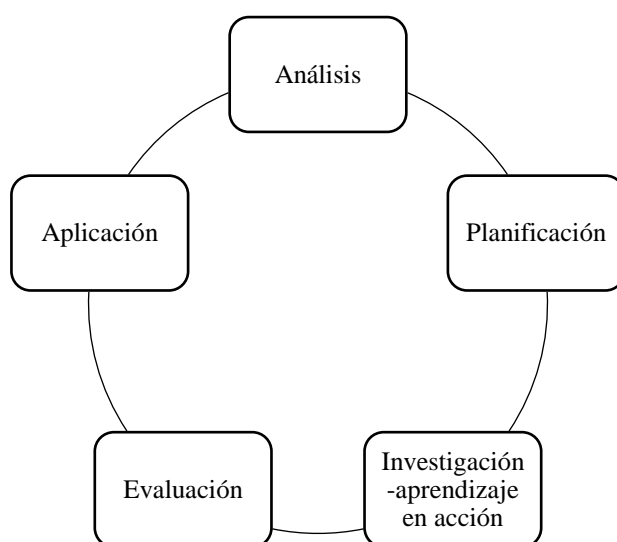 Análisis
Aplicación
Planificación
Evaluación
Investigación
-aprendizaje
en acción